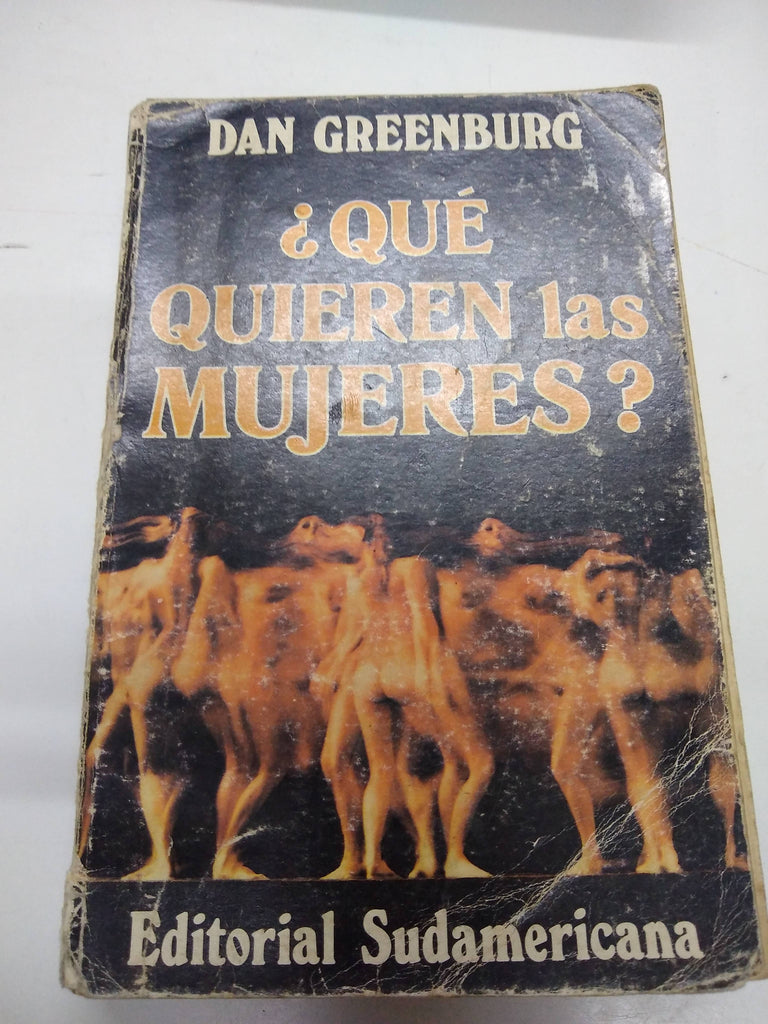 DAN GREENBURG
¿QUÉ
QUIEREN las
MUJERES?
Editorial Sudamericana